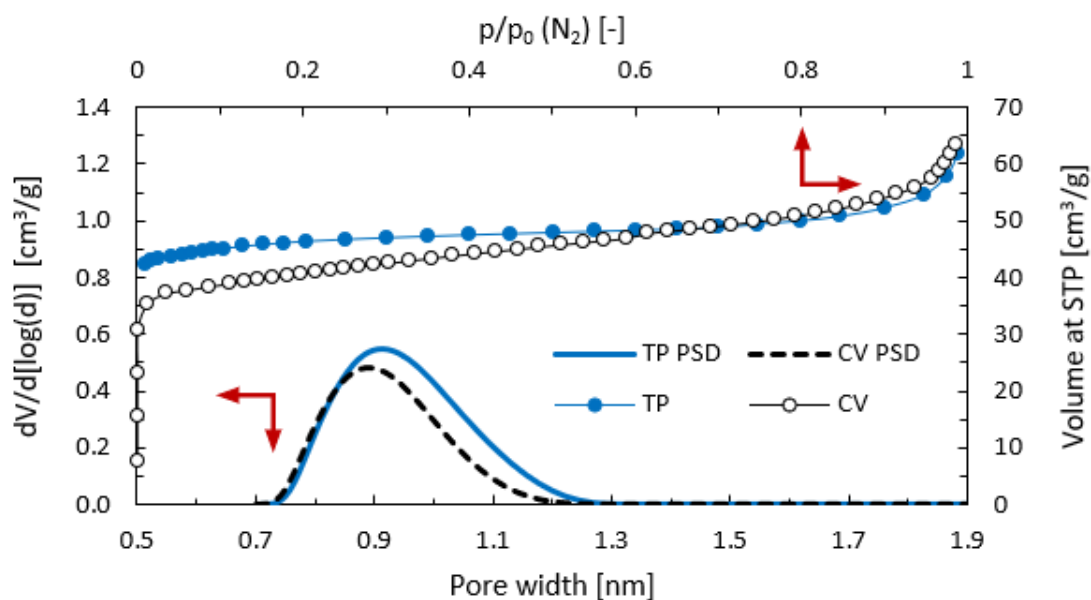 p/p₀ (N₂) [-]
0 0.2 0.4 0.6 0.8 1
1.4 70
1.2 60
1.0 50
0.8 40
0.6 30
0.4 20
0.2 10
0.0 0
dV/d[log(d)] [cm³/g]
Volume at STP [cm³/g]
TP PSD CV PSD
TP CV
0.5 0.7 0.9 1.1 1.3 1.5 1.7 1.9
Pore width [nm]